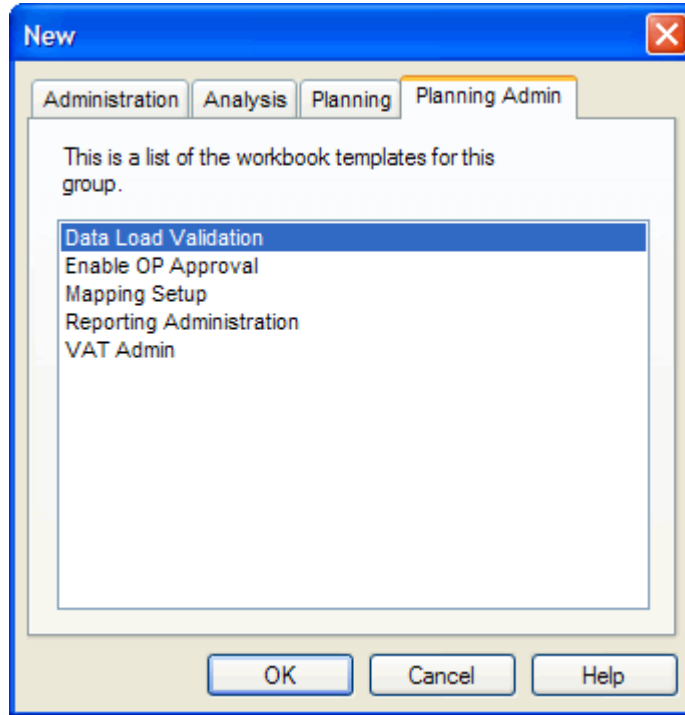 New
Administration Analysis Planning Planning Admin
This is a list of the workbook templates for this
group.
Data Load Validation
Enable OP Approval
Mapping Setup
Reporting Administration
VAT Admin
OK Cancel Help